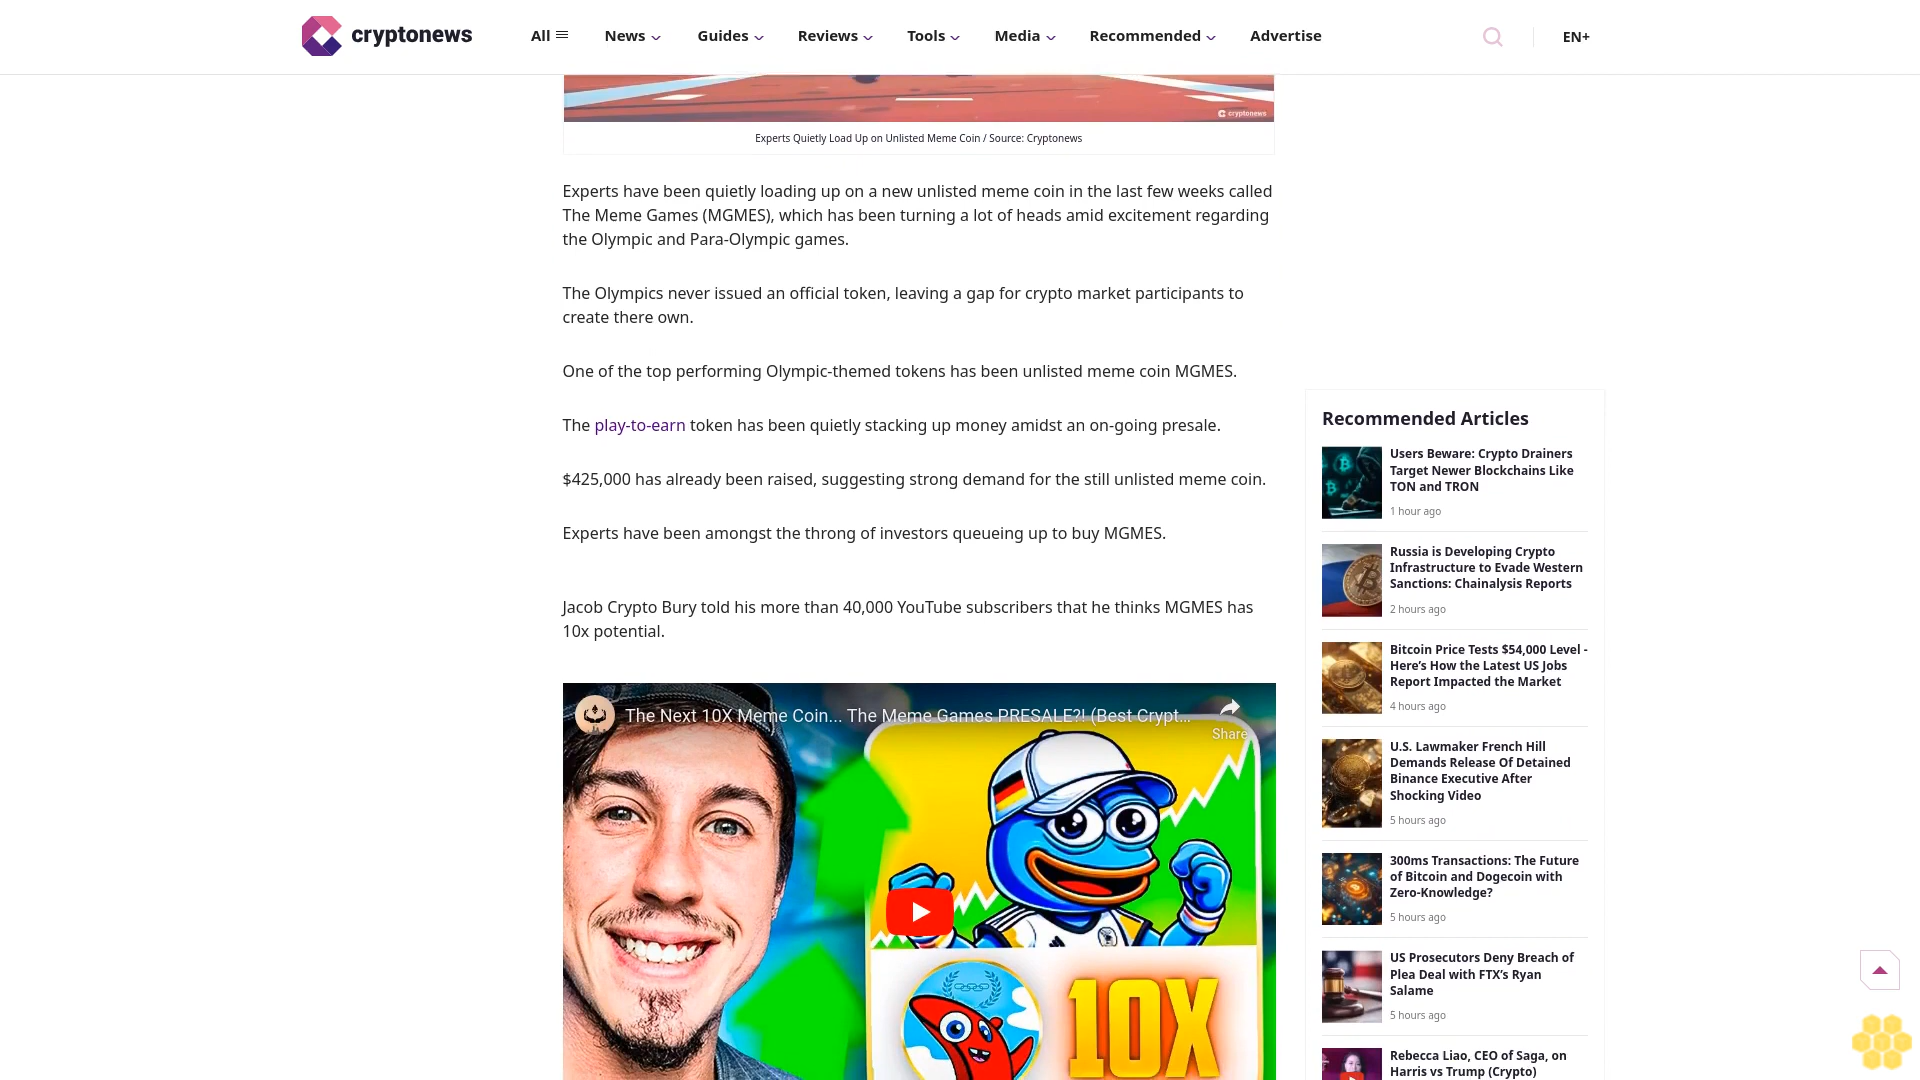 cryptonews
All
News
Guides
Reviews
Tools
Media
Recommended
Advertise
EN+
cryptonews
Experts Quietly Load Up on Unlisted Meme Coin / Source: Cryptonews
Experts have been quietly loading up on a new unlisted meme coin in the last few weeks called
The Meme Games (MGMES), which has been turning a lot of heads amid excitement regarding
the Olympic and Para-Olympic games.
The Olympics never issued an official token, leaving a gap for crypto market participants to
create there own.
One of the top performing Olympic-themed tokens has been unlisted meme coin MGMES.
The play-to-earn token has been quietly stacking up money amidst an on-going presale.
$425,000 has already been raised, suggesting strong demand for the still unlisted meme coin.
Experts have been amongst the throng of investors queueing up to buy MGMES.
Jacob Crypto Bury told his more than 40,000 YouTube subscribers that he thinks MGMES has
10x potential.
The Next 10X Meme Coin... The Meme Games PRESALE?! (Best Crypt...
Share
10X
Recommended Articles
Users Beware: Crypto Drainers
Target Newer Blockchains Like
TON and TRON
1 hour ago
Russia is Developing Crypto
Infrastructure to Evade Western
Sanctions: Chainalysis Reports
2 hours ago
Bitcoin Price Tests $54,000 Level -
Here’s How the Latest US Jobs
Report Impacted the Market
4 hours ago
U.S. Lawmaker French Hill
Demands Release Of Detained
Binance Executive After
Shocking Video
5 hours ago
300ms Transactions: The Future
of Bitcoin and Dogecoin with
Zero-Knowledge?
5 hours ago
US Prosecutors Deny Breach of
Plea Deal with FTX’s Ryan
Salame
5 hours ago
Rebecca Liao, CEO of Saga, on
Harris vs Trump (Crypto)